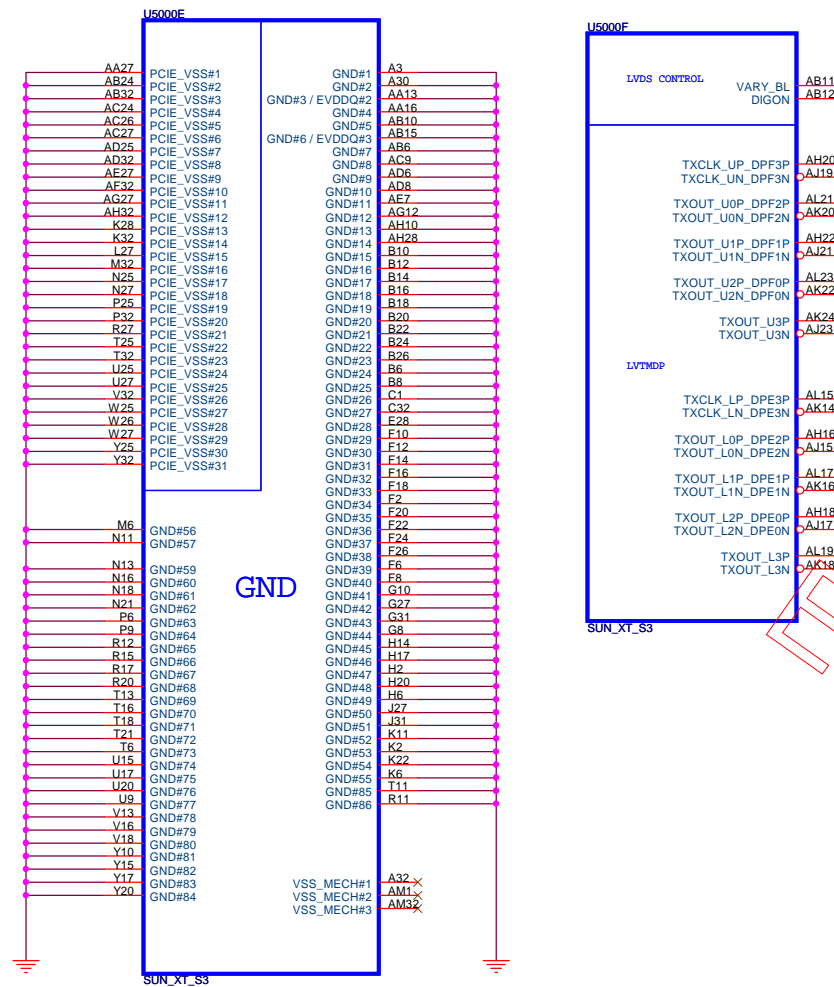 U5000E
AA27 PCIE_VSS#1
AB24 PCIE_VSS#2
AB32 PCIE_VSS#3
AC24 PCIE_VSS#4
AC26 PCIE_VSS#5
AC27 PCIE_VSS#6
AD25 PCIE_VSS#7
AD32 PCIE_VSS#8
AE27 PCIE_VSS#9
AF32 PCIE_VSS#10
AG27 PCIE_VSS#11
AH32 PCIE_VSS#12
K28 PCIE_VSS#13
K32 PCIE_VSS#14
L27 PCIE_VSS#15
M32 PCIE_VSS#16
N25 PCIE_VSS#17
N27 PCIE_VSS#18
P25 PCIE_VSS#19
P32 PCIE_VSS#20
R27 PCIE_VSS#21
T25 PCIE_VSS#22
T32 PCIE_VSS#23
U25 PCIE_VSS#24
U27 PCIE_VSS#25
V32 PCIE_VSS#26
W25 PCIE_VSS#27
W26 PCIE_VSS#28
W27 PCIE_VSS#29
Y25 PCIE_VSS#30
Y32 PCIE_VSS#31
M6 GND#56
N11 GND#57
N13 GND#59
N16 GND#60
N18 GND#61
N21 GND#62
P6 GND#63
P9 GND#64
R12 GND#65
R15 GND#66
R17 GND#67
R20 GND#68
T13 GND#69
T16 GND#70
T18 GND#71
T21 GND#72
T6 GND#73
U15 GND#74
U17 GND#75
U20 GND#76
U9 GND#77
V13 GND#78
V16 GND#79
V18 GND#80
Y10 GND#81
Y15 GND#82
Y17 GND#83
Y20 GND#84
GND
GND#1 A3
GND#2 A30
GND#3 / EVDDQ#2 AA13
GND#4 AA16
GND#5 AB10
GND#6 / EVDDQ#3 AB15
GND#7 AB6
GND#8 AC9
GND#9 AD6
GND#10 AD8
GND#11 AE7
GND#12 AG12
GND#13 AH10
GND#14 AH28
GND#15 B10
GND#16 B12
GND#17 B14
GND#18 B16
GND#19 B18
GND#20 B20
GND#21 B22
GND#22 B24
GND#23 B26
GND#24 B6
GND#25 B8
GND#26 C1
GND#27 C32
GND#28 E28
GND#29 F10
GND#30 F12
GND#31 F14
GND#32 F16
GND#33 F18
GND#34 F2
GND#35 F20
GND#36 F22
GND#37 F24
GND#38 F26
GND#39 F6
GND#40 F8
GND#41 G10
GND#42 G27
GND#43 G31
GND#44 G8
GND#45 H14
GND#46 H17
GND#47 H2
GND#48 H20
GND#49 H6
GND#50 J27
GND#51 J31
GND#52 K11
GND#53 K2
GND#54 K22
GND#55 K6
GND#85 T11
GND#86 R11
VSS_MECH#1 A32
VSS_MECH#2 AM1
VSS_MECH#3 AM32
SUN_XT_S3
U5000F
LVDS CONTROL
VARY_BL AB11
DIGON AB12
TXCLK_UP_DPF3P AH20
TXCLK_UN_DPF3N AJ19
TXOUT_U0P_DPF2P AL21
TXOUT_U0N_DPF2N AK20
TXOUT_U1P_DPF1P AH22
TXOUT_U1N_DPF1N AJ21
TXOUT_U2P_DPF0P AL23
TXOUT_U2N_DPF0N AK22
TXOUT_U3P AK24
TXOUT_U3N AJ23
LVTMDP
TXCLK_LP_DPE3P AL15
TXCLK_LN_DPE3N AK14
TXOUT_L0P_DPE2P AH16
TXOUT_L0N_DPE2N AJ15
TXOUT_L1P_DPE1P AL17
TXOUT_L1N_DPE1N AK16
TXOUT_L2P_DPE0P AH18
TXOUT_L2N_DPE0N AJ17
TXOUT_L3P AL19
TXOUT_L3N AK18
SUN_XT_S3